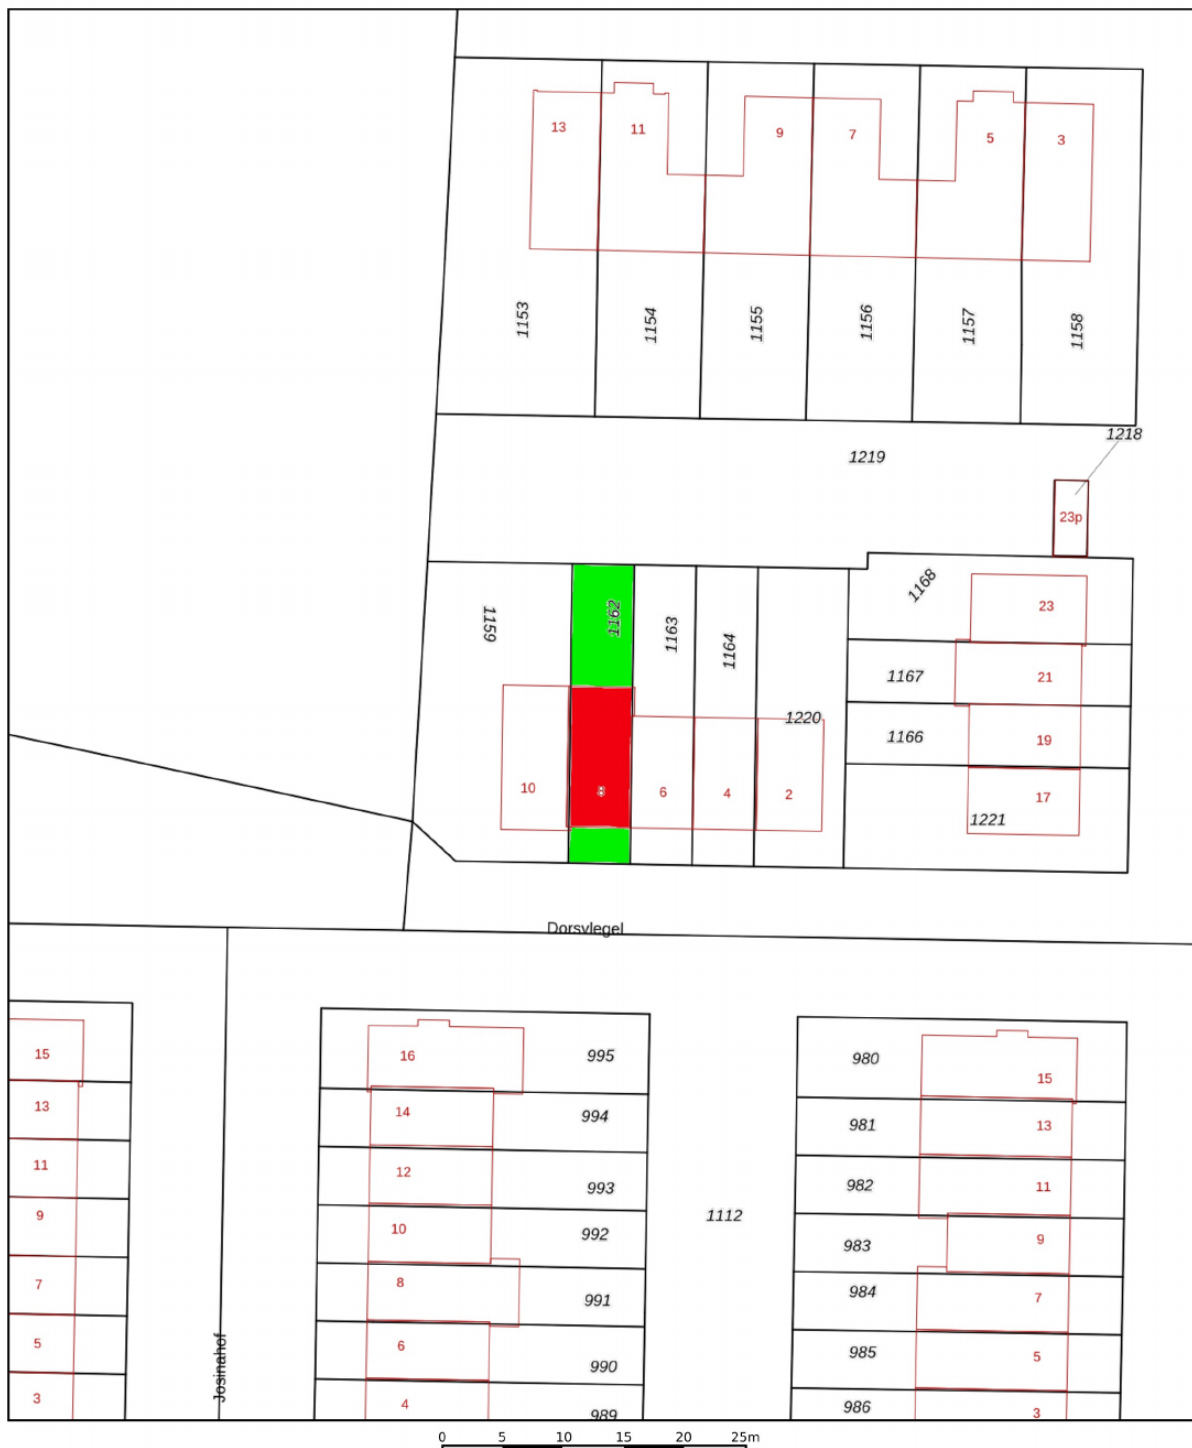 13 11 9 7 5 3
1153 1154 1155 1156 1157 1158
1218
1219
23p
1159 1162 1163 1164 1168 23
1167 21
1220
1166 19
10 8 6 4 2 17
1221
Dorsvlegel
15 16 995 980 15
13 14 994 981 13
11 12 993 982 11
9 10 992 1112 983 9
7 8 991 984 7
5 6 990 985 5
Josinahof
3 4 989 986 3
0 5 10 15 20 25m